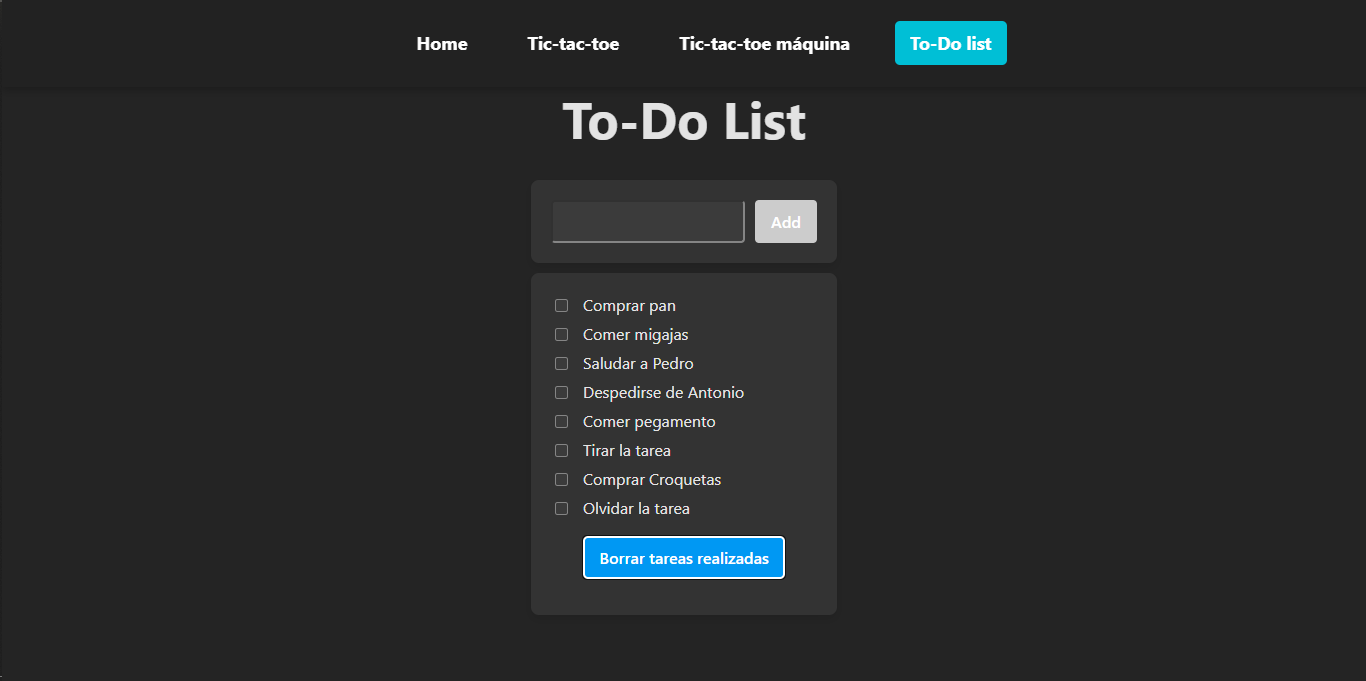 Home Tic-tac-toe Tic-tac-toe máquina To-Do list
To-Do List
Add
Comprar pan
Comer migajas
Saludar a Pedro
Despedirse de Antonio
Comer pegamento
Tirar la tarea
Comprar Croquetas
Olvidar la tarea
Borrar tareas realizadas